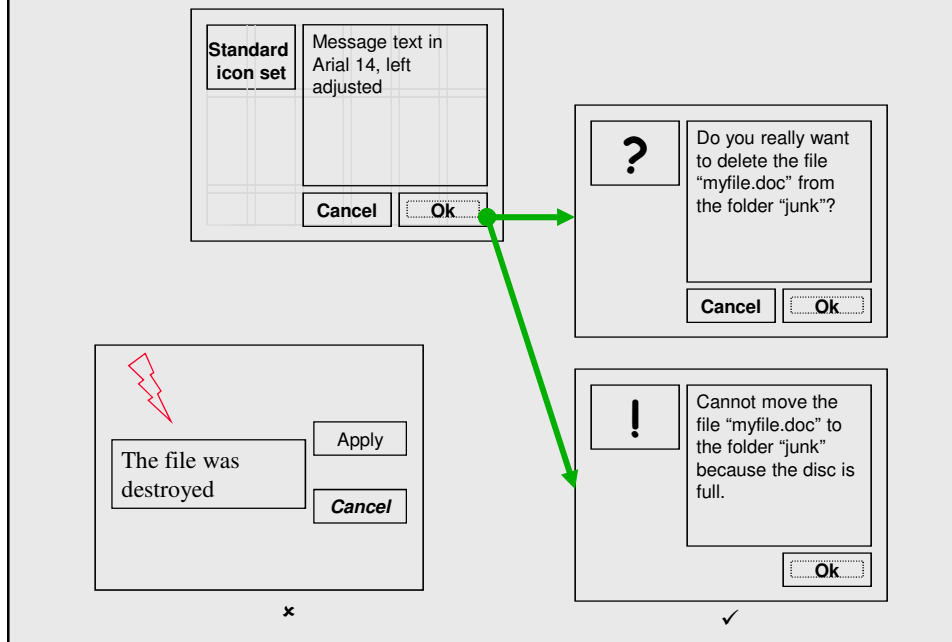 Standard
icon set
Message text in
Arial 14, left
adjusted
Cancel
Ok
?
Do you really want
to delete the file
“myfile.doc” from
the folder “junk”?
Cancel
Ok
The file was
destroyed
Apply
Cancel
!
Cannot move the
file “myfile.doc” to
the folder “junk”
because the disc is
full.
Ok
✘
✓